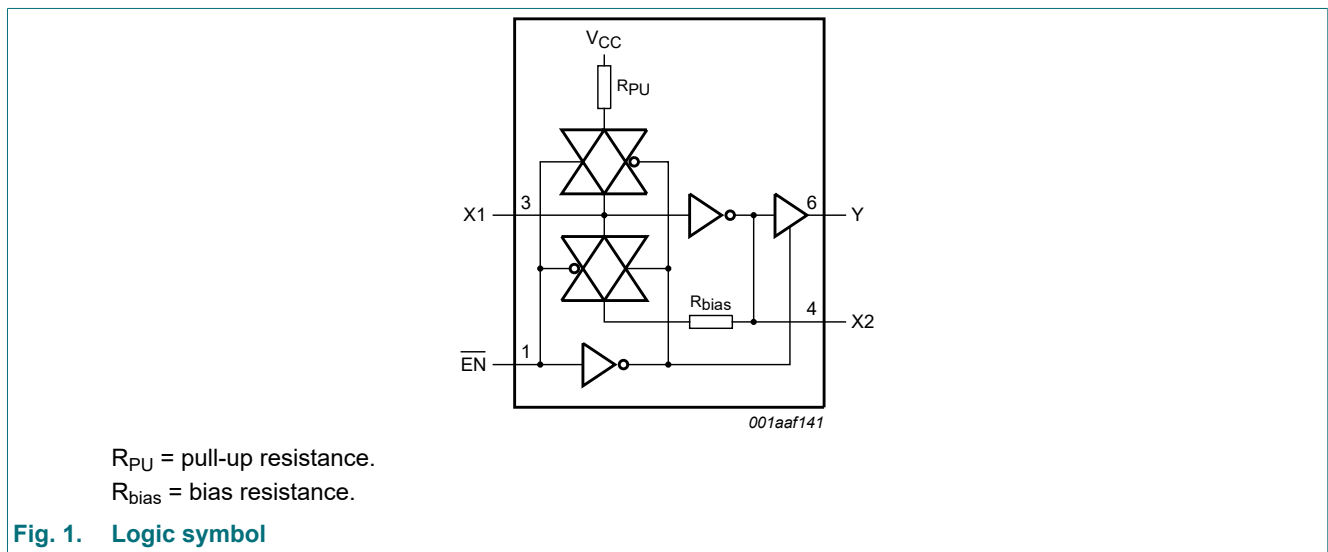 VCC
RPU
X1
3
6
Y
Rbias
4
X2
EN
1
001aaf141
RPU = pull-up resistance.
Rbias = bias resistance.
Fig. 1. Logic symbol